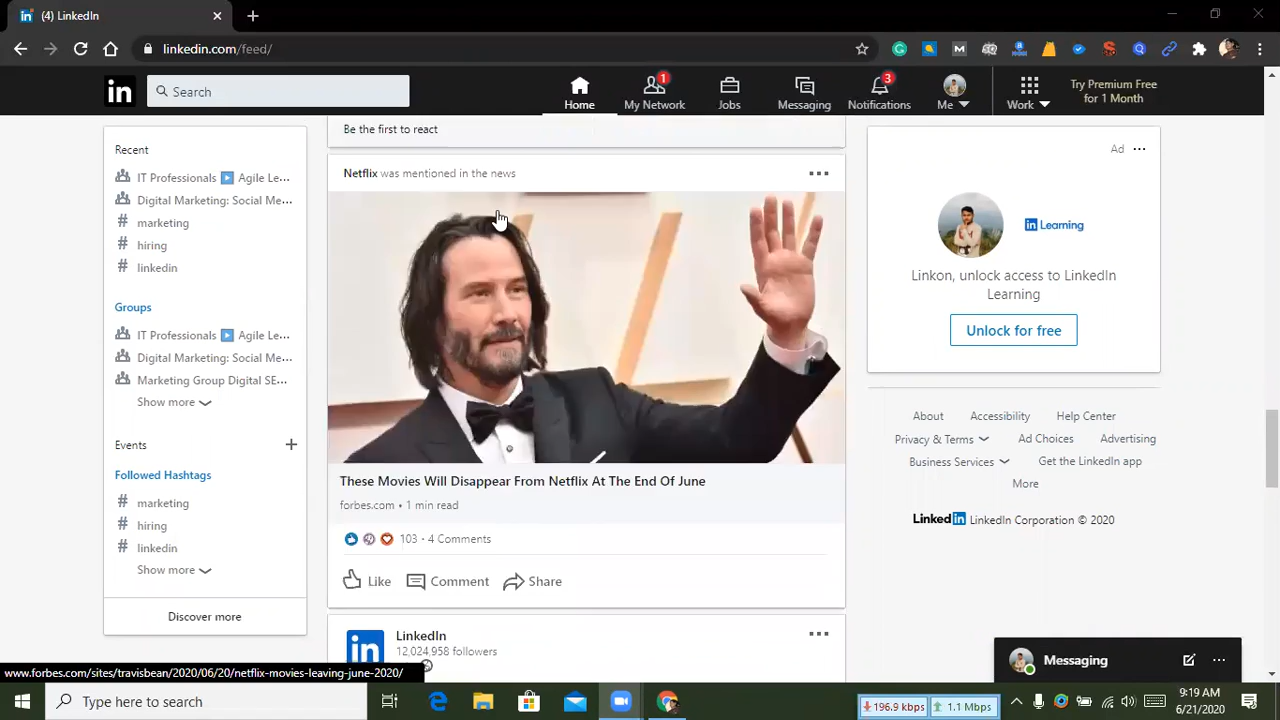 (4) LinkedIn
linkedin.com/feed/
in
Search
Home
1
My Network
Jobs
Messaging
3
Notifications
Me
Work
Try Premium Free
for 1 Month
Recent
IT Professionals ▶ Agile Le...
Digital Marketing: Social Me...
# marketing
# hiring
# linkedin
Groups
IT Professionals ▶ Agile Le...
Digital Marketing: Social Me...
Marketing Group Digital SE...
Show more
Events
+
Followed Hashtags
# marketing
# hiring
# linkedin
Show more
Discover more
Be the first to react
Netflix was mentioned in the news
These Movies Will Disappear From Netflix At The End Of June
forbes.com • 1 min read
103 • 4 Comments
Like Comment Share
in
LinkedIn
12,024,958 followers
Ad
in Learning
Linkon, unlock access to LinkedIn
Learning
Unlock for free
About Accessibility Help Center
Privacy & Terms Ad Choices Advertising
Business Services Get the LinkedIn app
More
LinkedIn LinkedIn Corporation © 2020
Messaging
www.forbes.com/sites/travisbean/2020/06/20/netflix-movies-leaving-june-2020/
Type here to search
196.9 kbps
1.1 Mbps
9:19 AM
6/21/2020